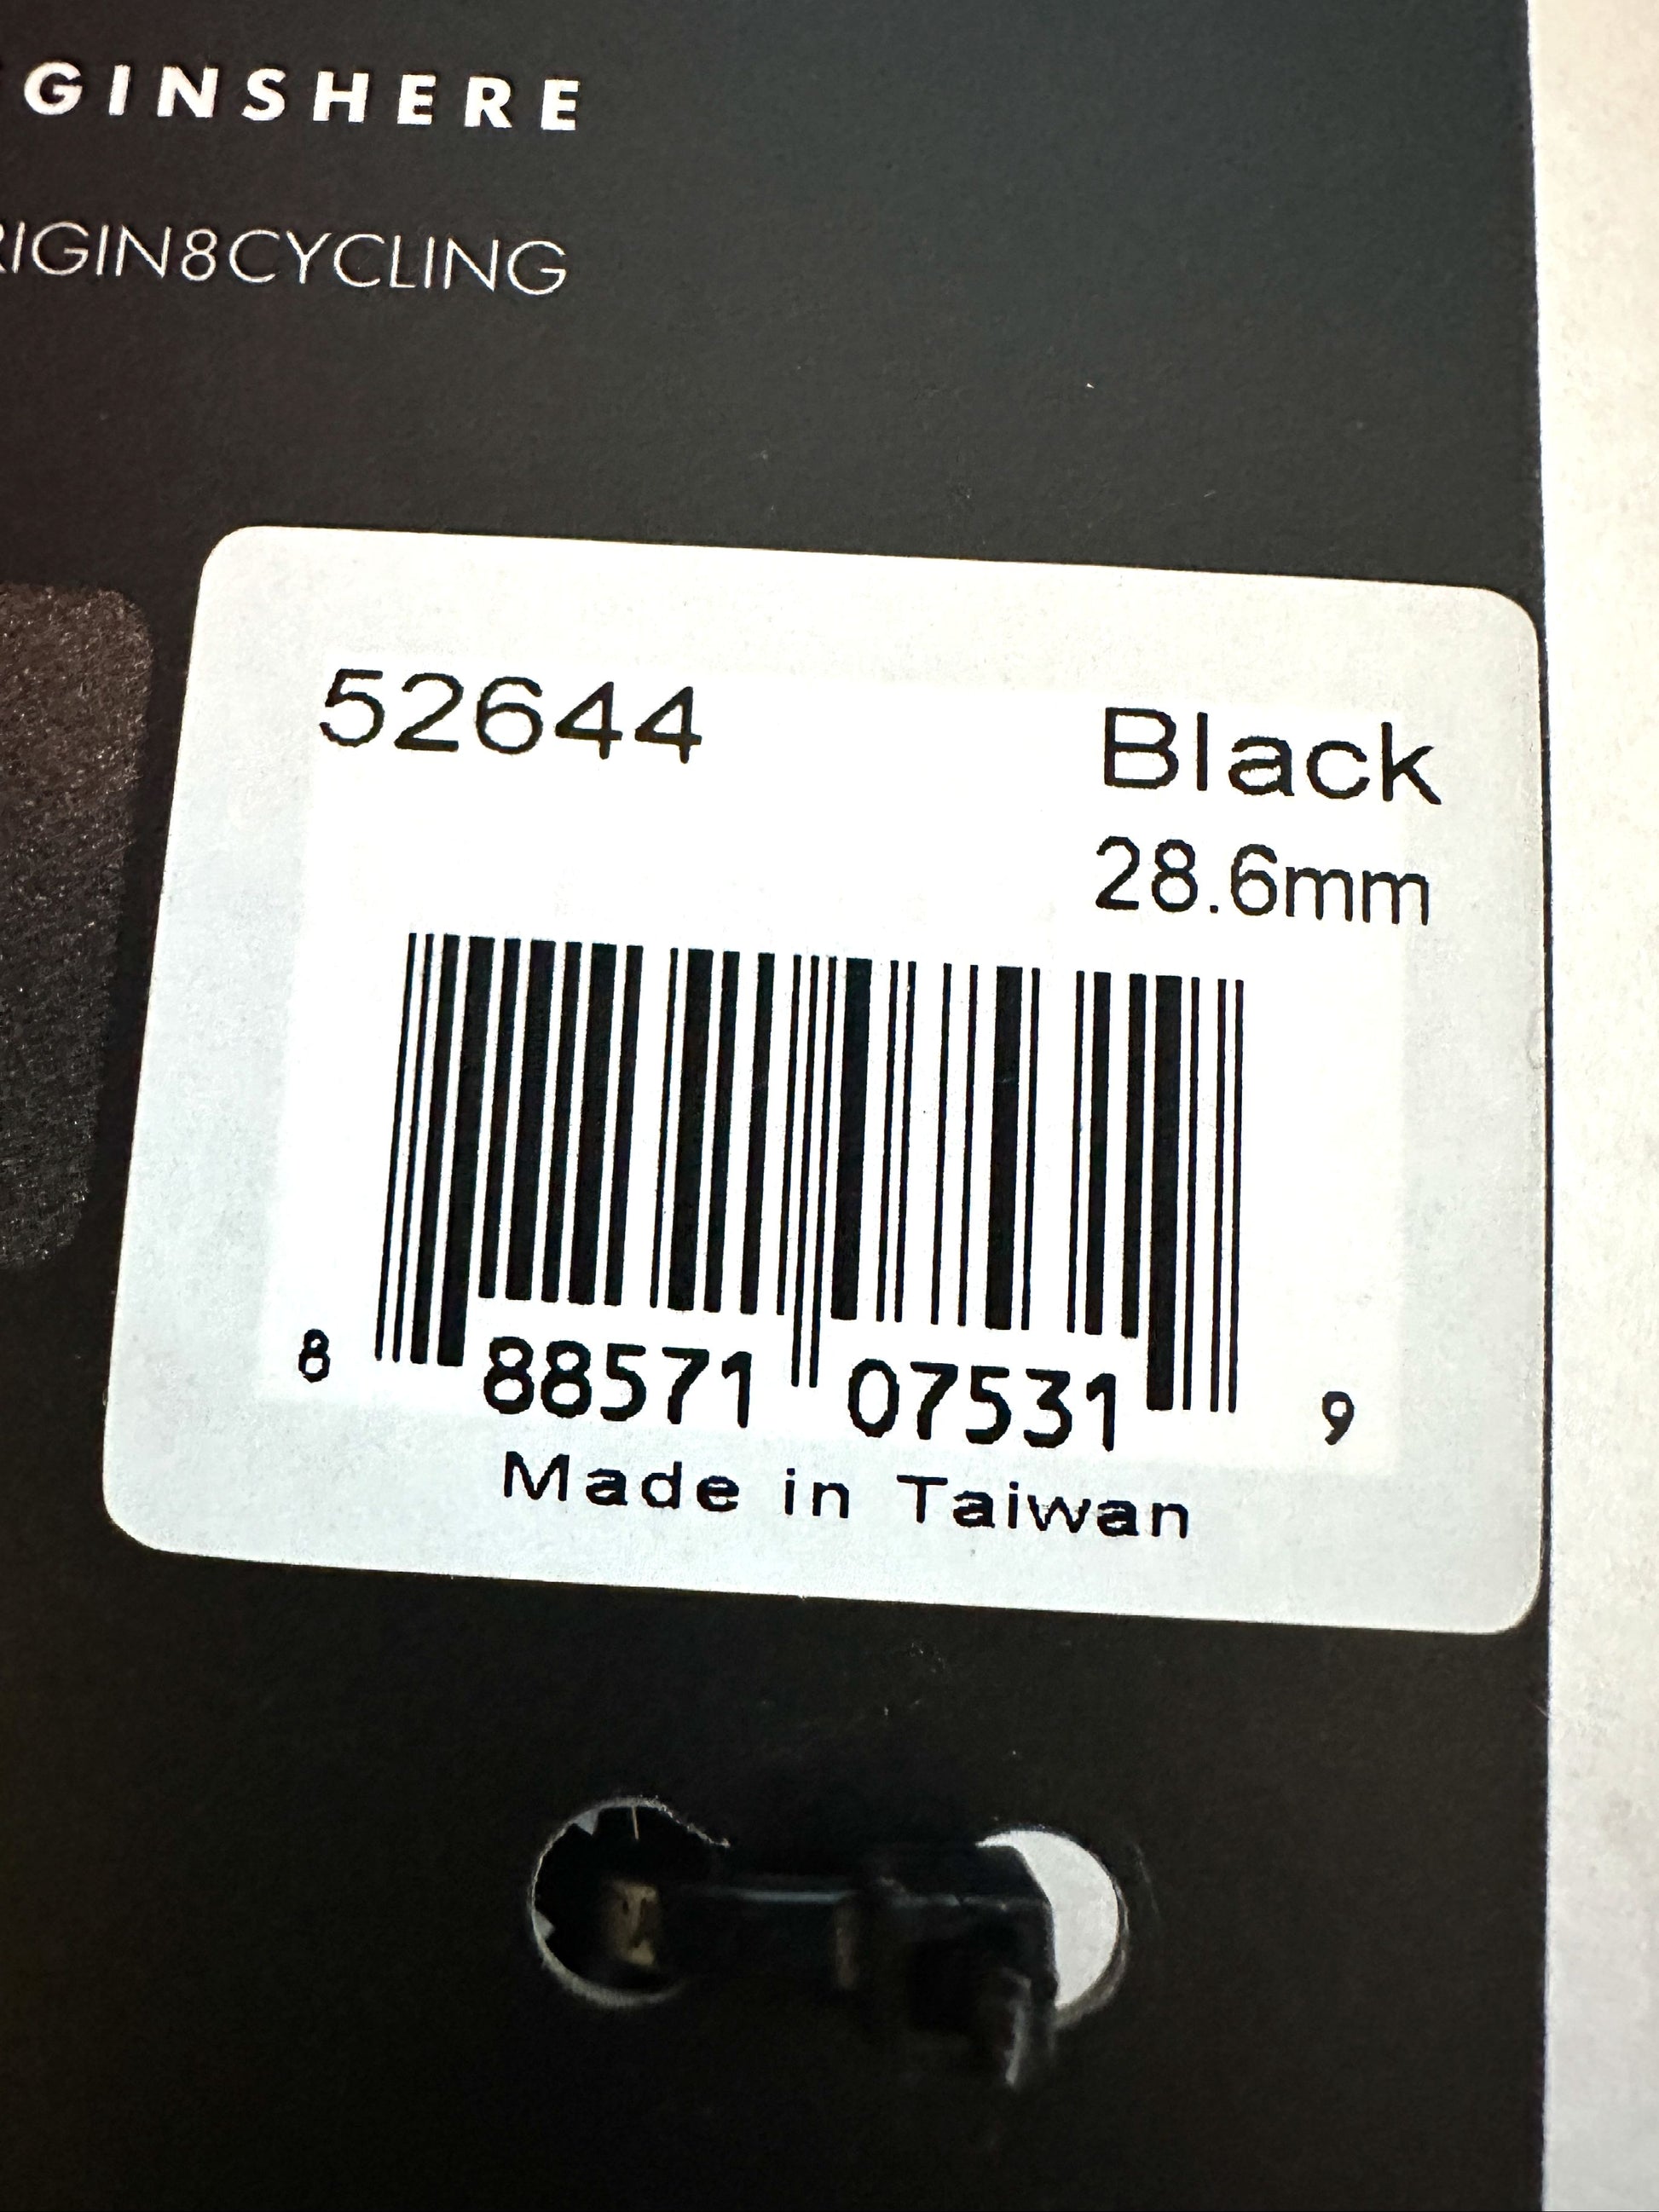 GINSHERE
RIGIN8CYCLING
52644 Black
28.6mm
8 88571 07531 9
Made in Taiwan